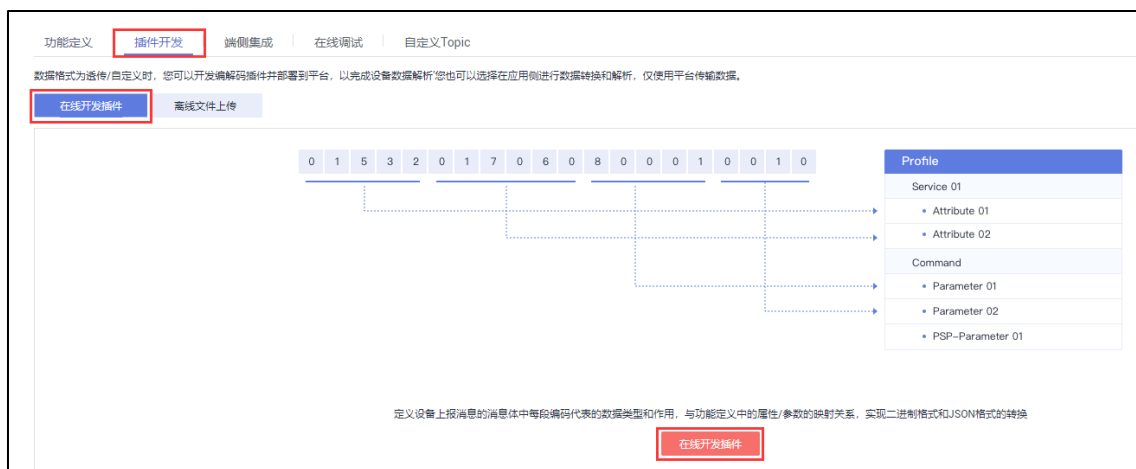 功能定义 插件开发 端侧集成 在线调试 自定义Topic
数据格式为透传/自定义时，您可以开发编解码插件并部署到平台，以完成设备数据解析'您也可以选择在应用侧进行数据转换和解析，仅使用平台传输数据。
在线开发插件 离线文件上传
0 1 5 3 2 0 1 7 0 6 0 8 0 0 0 1 0 0 1 0
Profile
Service 01
• Attribute 01
• Attribute 02
Command
• Parameter 01
• Parameter 02
• PSP-Parameter 01
定义设备上报消息的消息体中每段编码代表的数据类型和作用，与功能定义中的属性/参数的映射关系，实现二进制格式和JSON格式的转换
在线开发插件